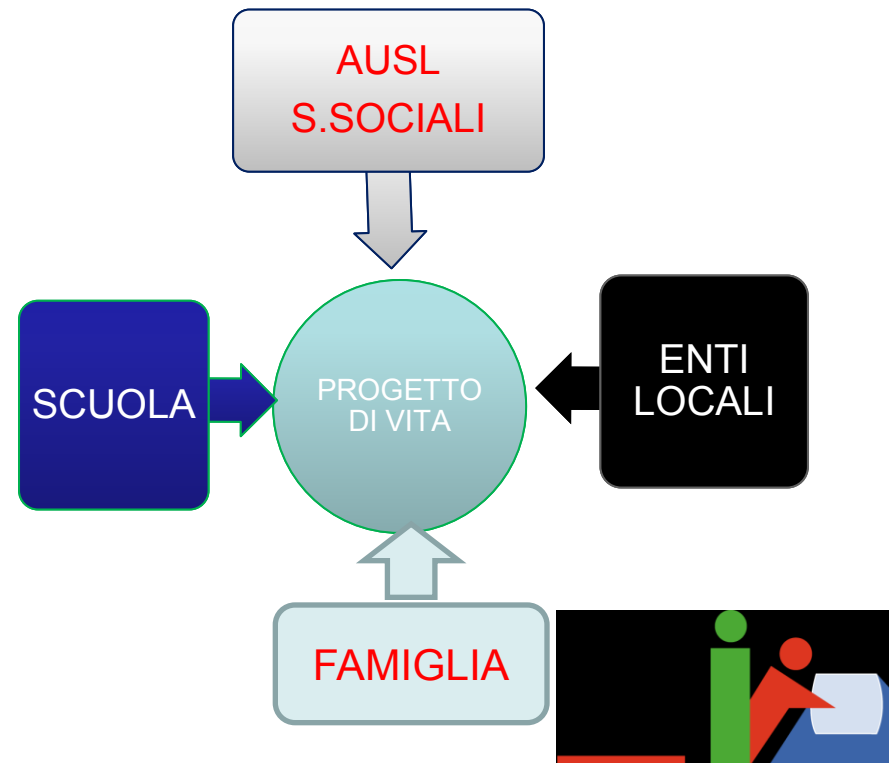 AUSL
S.SOCIALI
SCUOLA
PROGETTO
DI VITA
ENTI
LOCALI
FAMIGLIA